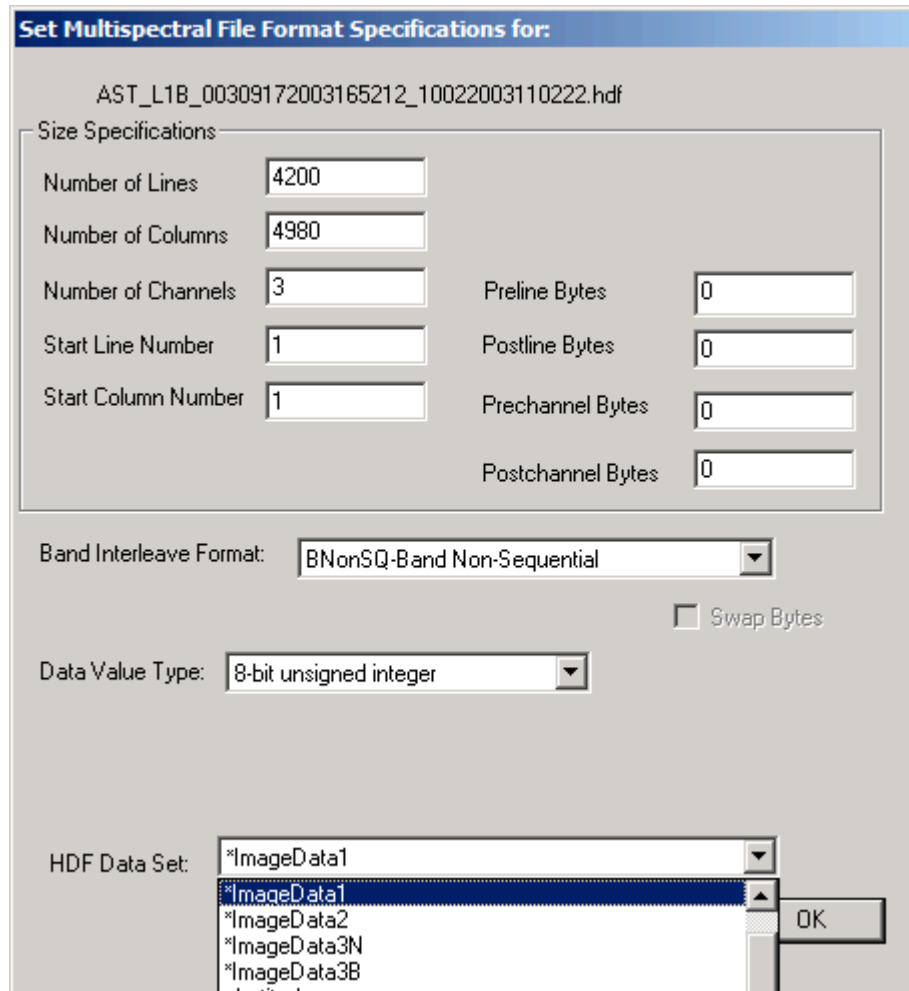 Set Multispectral File Format Specifications for:
AST_L1B_00309172003165212_10022003110222.hdf
Size Specifications
Number of Lines 4200
Number of Columns 4980
Number of Channels 3 Preline Bytes 0
Start Line Number 1 Postline Bytes 0
Start Column Number 1 Prechannel Bytes 0
Postchannel Bytes 0
Band Interleave Format: BNonSQ-Band Non-Sequential
Swap Bytes
Data Value Type: 8-bit unsigned integer
HDF Data Set: *ImageData1
*ImageData1
*ImageData2 OK
*ImageData3N
*ImageData3B